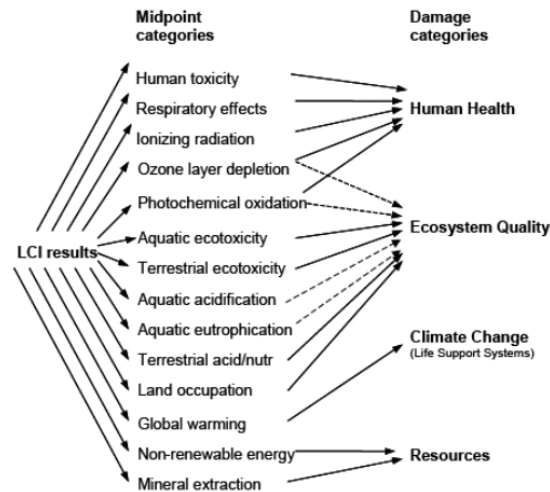 Midpoint
categories
Damage
categories
Human toxicity
Respiratory effects
Human Health
Ionizing radiation
Ozone layer depletion
Photochemical oxidation
Ecosystem Quality
Aquatic ecotoxicity
LCI results
Terrestrial ecotoxicity
Aquatic acidification
Aquatic eutrophication
Climate Change
(Life Support Systems)
Terrestrial acid/nutr
Land occupation
Global warming
Non-renewable energy
Resources
Mineral extraction